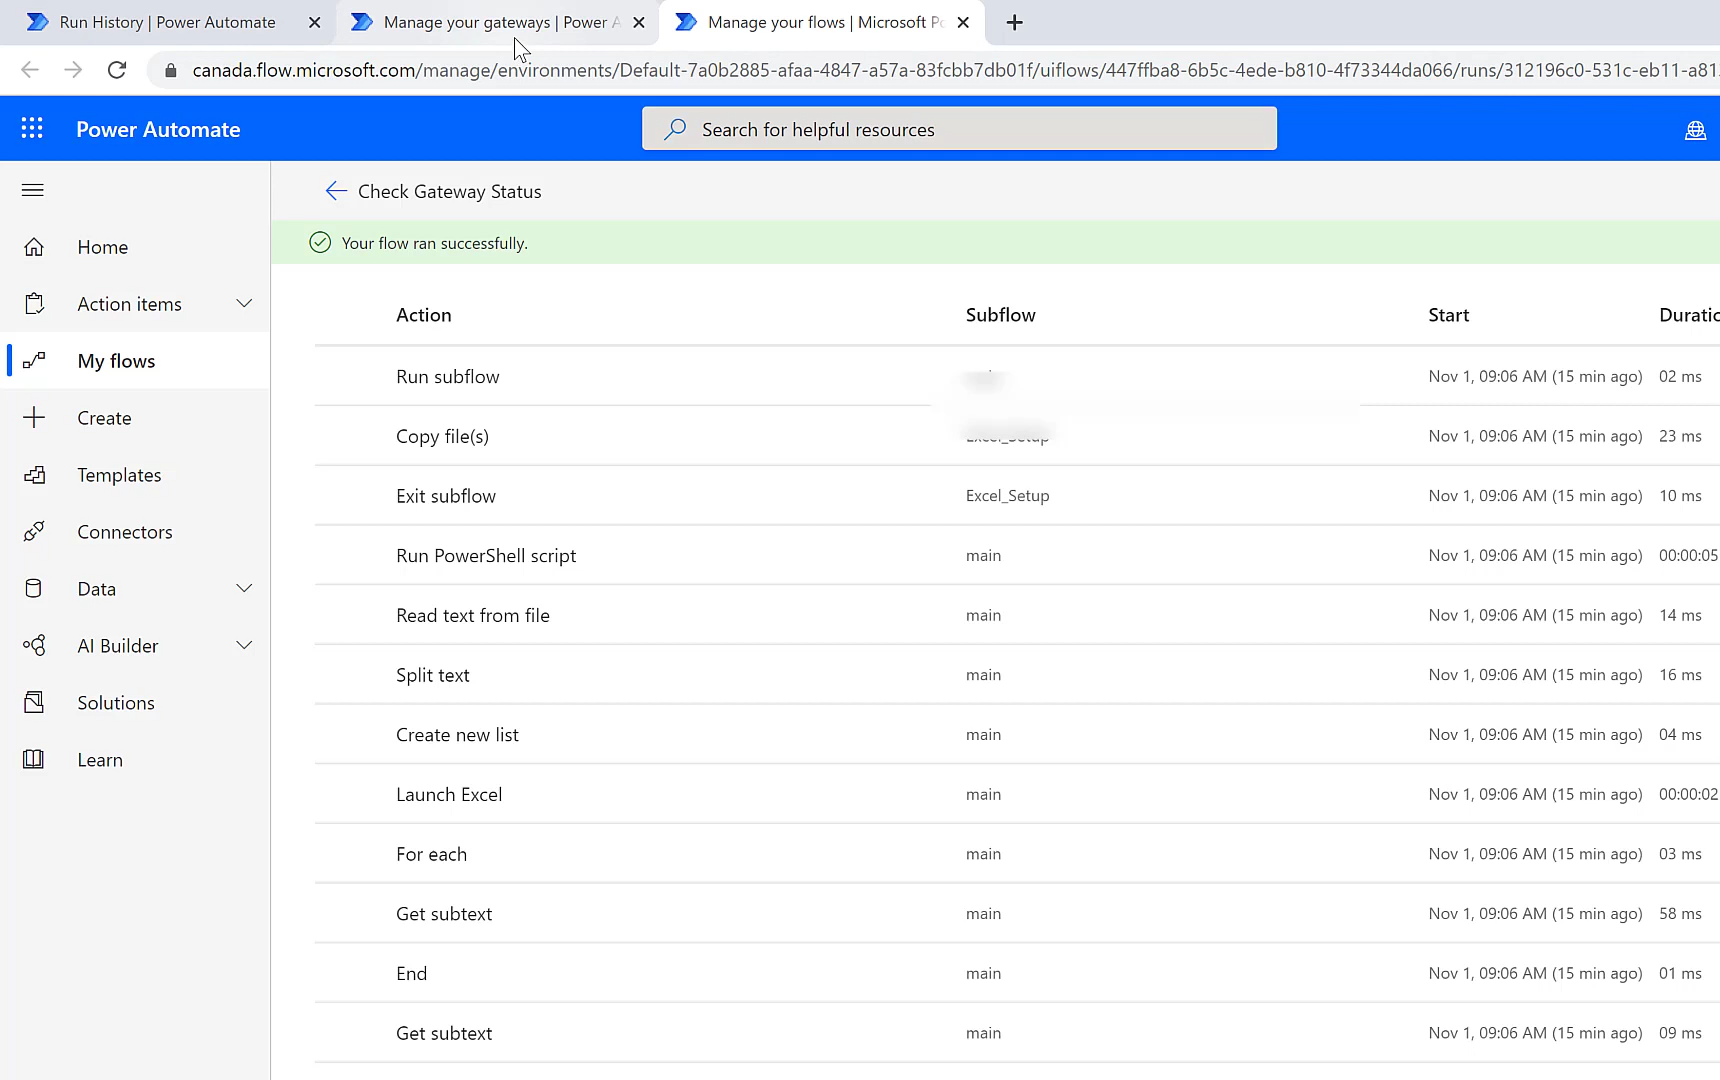 Run History | Power Automate
Manage your gateways | Power A
Manage your flows | Microsoft Po
canada.flow.microsoft.com/manage/environments/Default-7a0b2885-afaa-4847-a57a-83fcbb7db01f/uiflows/447ffba8-6b5c-4ede-b810-4f73344da066/runs/312196c0-531c-eb11-a81
Power Automate
Search for helpful resources
Check Gateway Status
Your flow ran successfully.
Home
Action items
My flows
Create
Templates
Connectors
Data
AI Builder
Solutions
Learn
Action Subflow Start Duratio
Run subflow Nov 1, 09:06 AM (15 min ago) 02 ms
Copy file(s) Excel_Setup Nov 1, 09:06 AM (15 min ago) 23 ms
Exit subflow Excel_Setup Nov 1, 09:06 AM (15 min ago) 10 ms
Run PowerShell script main Nov 1, 09:06 AM (15 min ago) 00:00:05
Read text from file main Nov 1, 09:06 AM (15 min ago) 14 ms
Split text main Nov 1, 09:06 AM (15 min ago) 16 ms
Create new list main Nov 1, 09:06 AM (15 min ago) 04 ms
Launch Excel main Nov 1, 09:06 AM (15 min ago) 00:00:02
For each main Nov 1, 09:06 AM (15 min ago) 03 ms
Get subtext main Nov 1, 09:06 AM (15 min ago) 58 ms
End main Nov 1, 09:06 AM (15 min ago) 01 ms
Get subtext main Nov 1, 09:06 AM (15 min ago) 09 ms